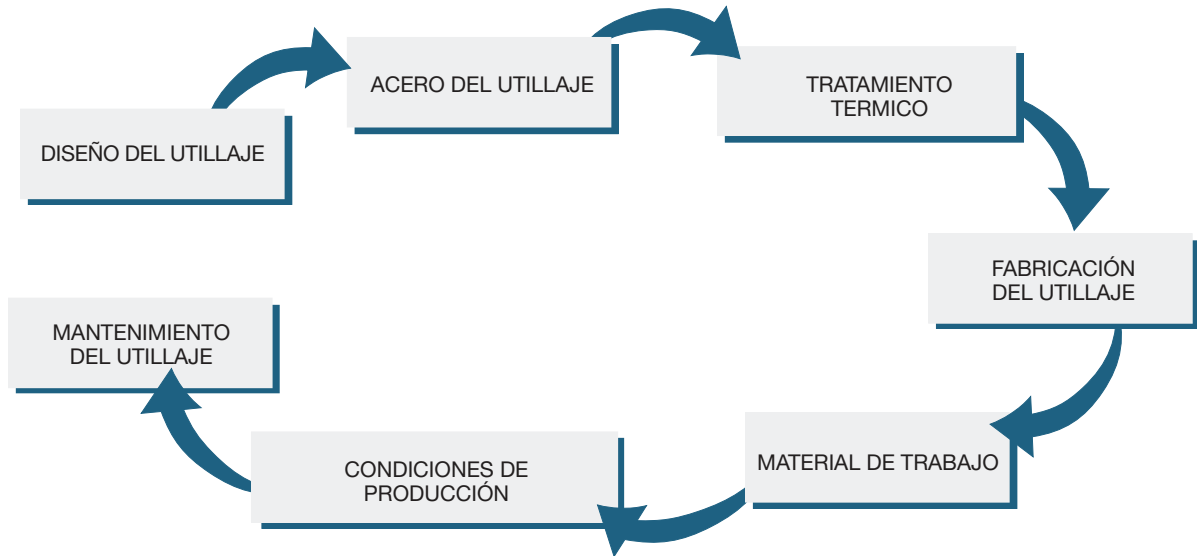 DISEÑO DEL UTILLAJE
ACERO DEL UTILLAJE
TRATAMIENTO
TERMICO
FABRICACIÓN
DEL UTILLAJE
MATERIAL DE TRABAJO
CONDICIONES DE
PRODUCCIÓN
MANTENIMIENTO
DEL UTILLAJE